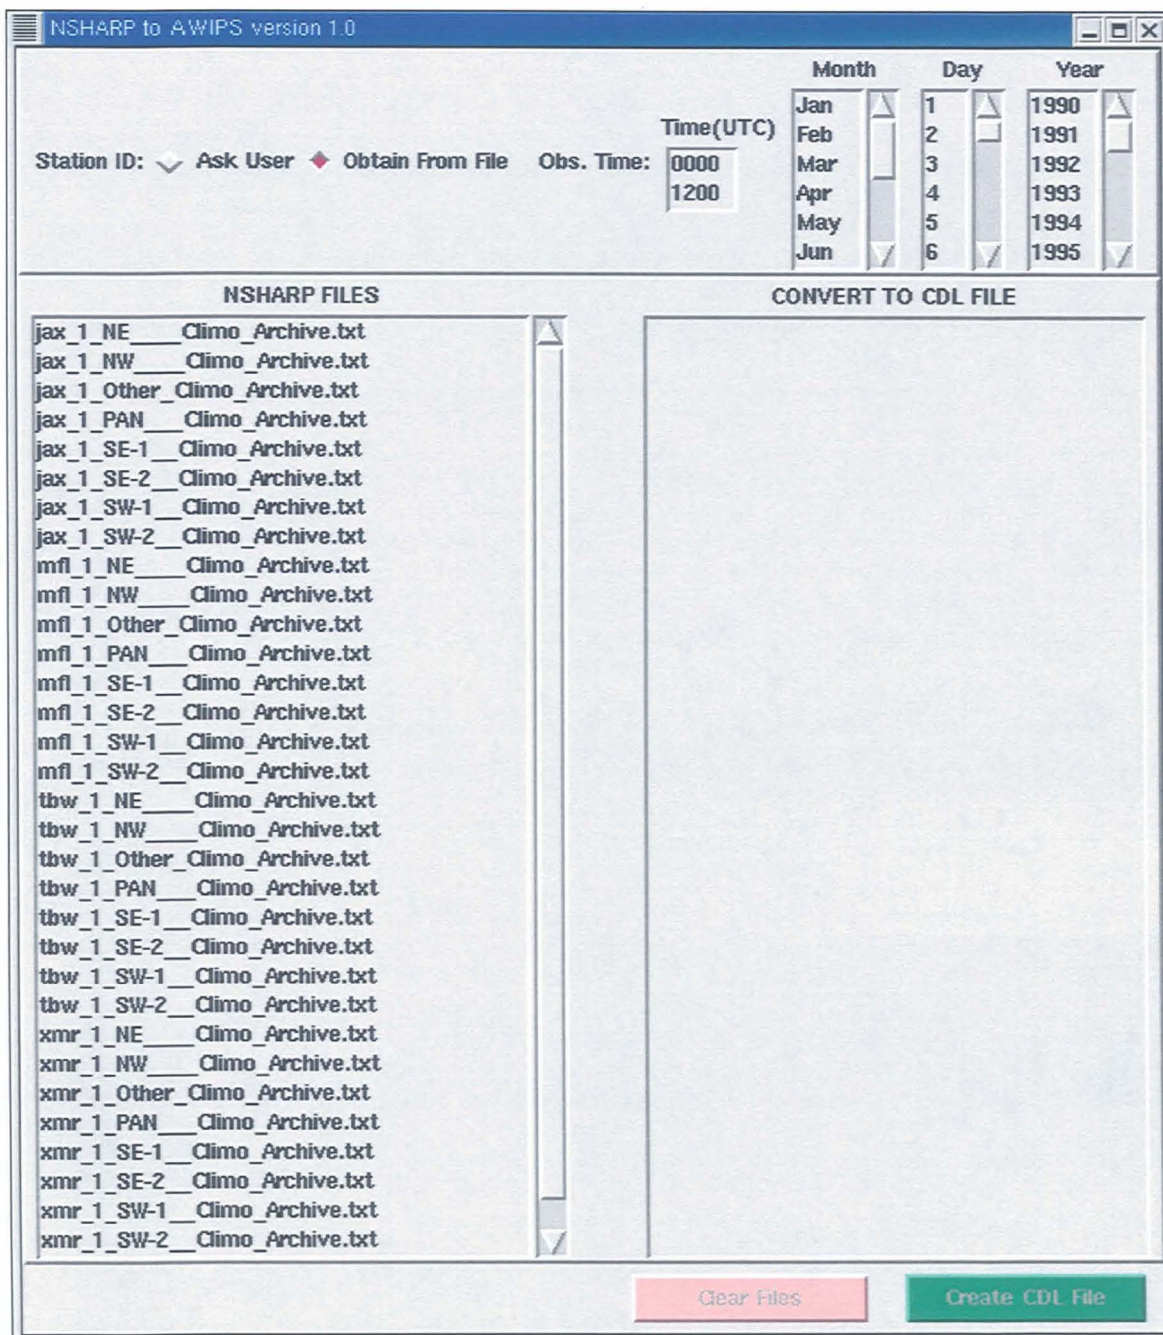 NSHARP to AWIPS version 1.0
Month Day Year
Time(UTC)
Station ID: Ask User Obtain From File Obs. Time:
0000
1200
Jan
Feb
Mar
Apr
May
Jun
1
2
3
4
5
6
1990
1991
1992
1993
1994
1995
NSHARP FILES
jax_1_NE____Climo_Archive.txt
jax_1_NW____Climo_Archive.txt
jax_1_Other_Climo_Archive.txt
jax_1_PAN___Climo_Archive.txt
jax_1_SE-1__Climo_Archive.txt
jax_1_SE-2__Climo_Archive.txt
jax_1_SW-1__Climo_Archive.txt
jax_1_SW-2__Climo_Archive.txt
mfl_1_NE____Climo_Archive.txt
mfl_1_NW____Climo_Archive.txt
mfl_1_Other_Climo_Archive.txt
mfl_1_PAN___Climo_Archive.txt
mfl_1_SE-1__Climo_Archive.txt
mfl_1_SE-2__Climo_Archive.txt
mfl_1_SW-1__Climo_Archive.txt
mfl_1_SW-2__Climo_Archive.txt
tbw_1_NE____Climo_Archive.txt
tbw_1_NW____Climo_Archive.txt
tbw_1_Other_Climo_Archive.txt
tbw_1_PAN___Climo_Archive.txt
tbw_1_SE-1__Climo_Archive.txt
tbw_1_SE-2__Climo_Archive.txt
tbw_1_SW-1__Climo_Archive.txt
tbw_1_SW-2__Climo_Archive.txt
xmr_1_NE____Climo_Archive.txt
xmr_1_NW____Climo_Archive.txt
xmr_1_Other_Climo_Archive.txt
xmr_1_PAN___Climo_Archive.txt
xmr_1_SE-1__Climo_Archive.txt
xmr_1_SE-2__Climo_Archive.txt
xmr_1_SW-1__Climo_Archive.txt
xmr_1_SW-2__Climo_Archive.txt
CONVERT TO CDL FILE
Clear Files
Create CDL File